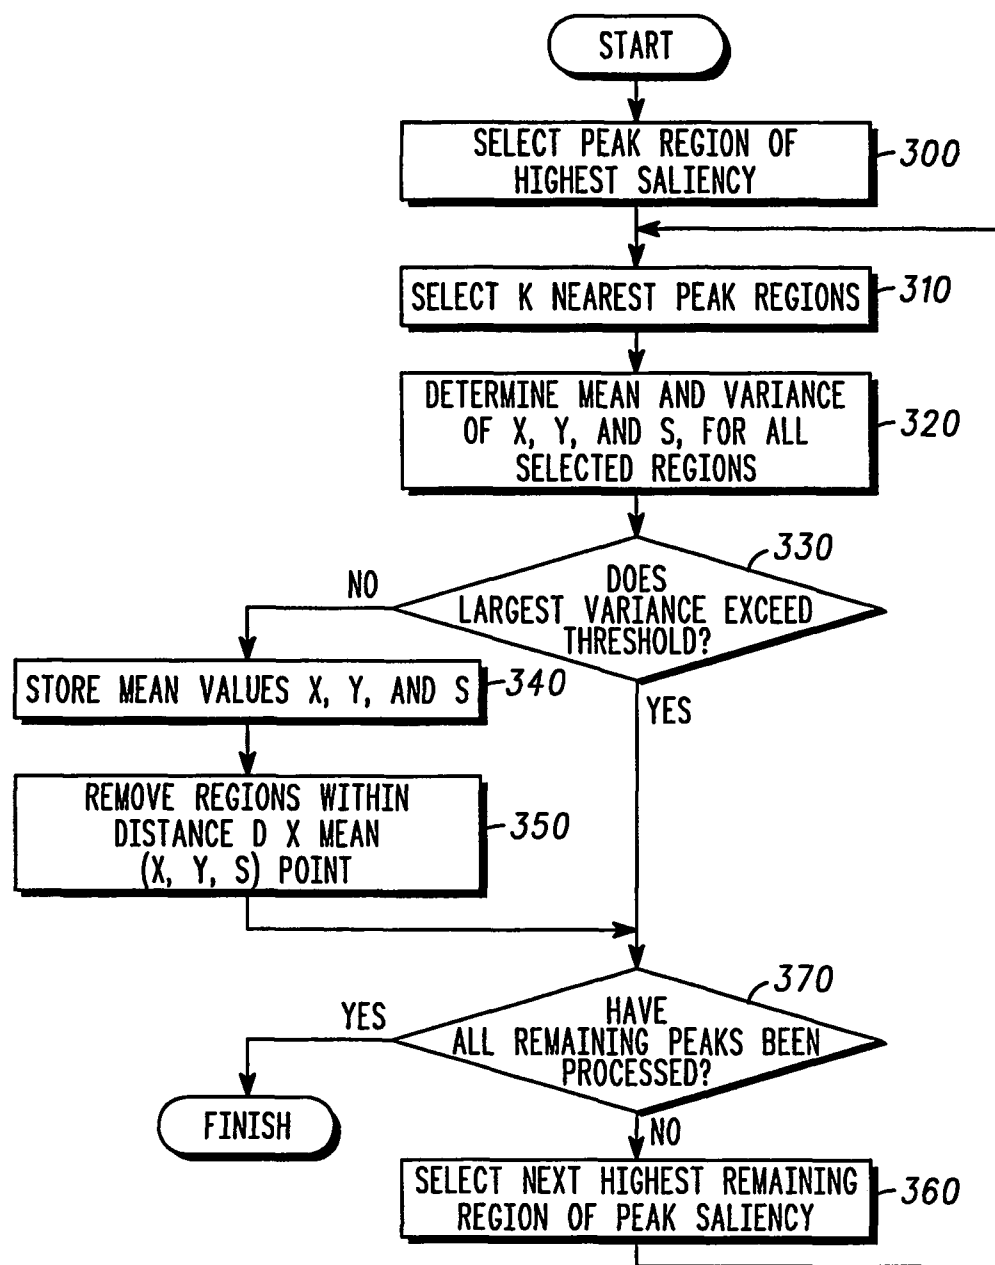 START
SELECT PEAK REGION OF
HIGHEST SALIENCY
300
SELECT K NEAREST PEAK REGIONS
310
DETERMINE MEAN AND VARIANCE
OF X, Y, AND S, FOR ALL
SELECTED REGIONS
320
330
DOES
LARGEST VARIANCE EXCEED
THRESHOLD?
NO
YES
STORE MEAN VALUES X, Y, AND S
340
REMOVE REGIONS WITHIN
DISTANCE D X MEAN
(X, Y, S) POINT
350
370
HAVE
ALL REMAINING PEAKS BEEN
PROCESSED?
YES
FINISH
NO
SELECT NEXT HIGHEST REMAINING
REGION OF PEAK SALIENCY
360